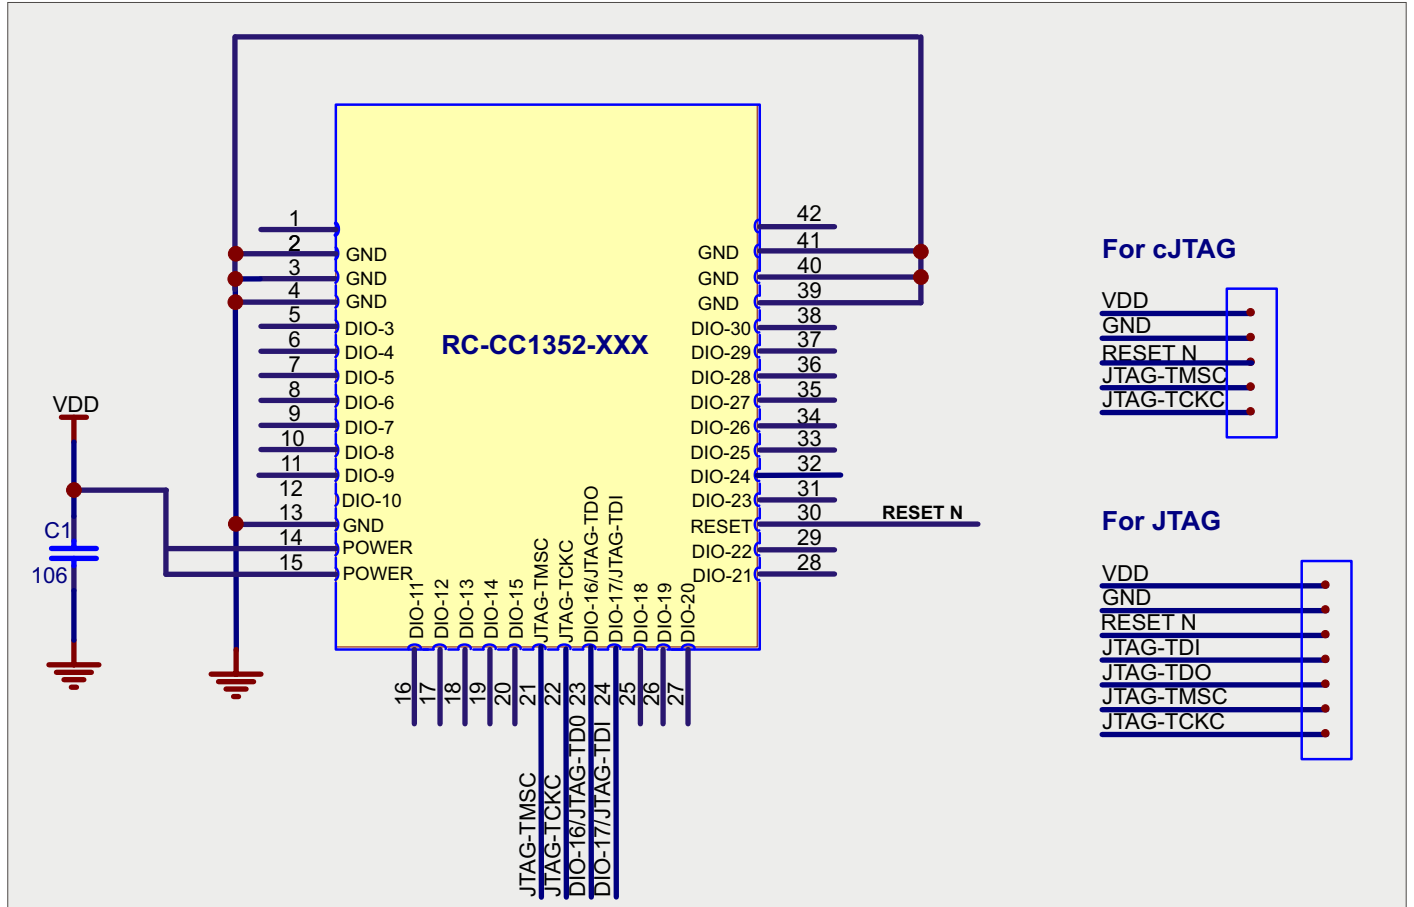 1
2
3
4
5
6
7
8
9
10
11
12
13
14
15
GND
GND
GND
DIO-3
DIO-4
DIO-5
DIO-6
DIO-7
DIO-8
DIO-9
DIO-10
GND
POWER
POWER
RC-CC1352-XXX
GND
GND
GND
DIO-30
DIO-29
DIO-28
DIO-27
DIO-26
DIO-25
DIO-24
DIO-23
RESET
DIO-22
DIO-21
42
41
40
39
38
37
36
35
34
33
32
31
30
29
28
RESET N
VDD
C1
106
DIO-11
DIO-12
DIO-13
DIO-14
DIO-15
JTAG-TMSC
JTAG-TCKC
DIO-16/JTAG-TDO
DIO-17/JTAG-TDI
DIO-18
DIO-19
DIO-20
16
17
18
19
20
21
22
23
24
25
26
27
JTAG-TMSC
JTAG-TCKC
DIO-16/JTAG-TD0
DIO-17/JTAG-TDI
For cJTAG
VDD
GND
RESET N
JTAG-TMSC
JTAG-TCKC
For JTAG
VDD
GND
RESET N
JTAG-TDI
JTAG-TDO
JTAG-TMSC
JTAG-TCKC